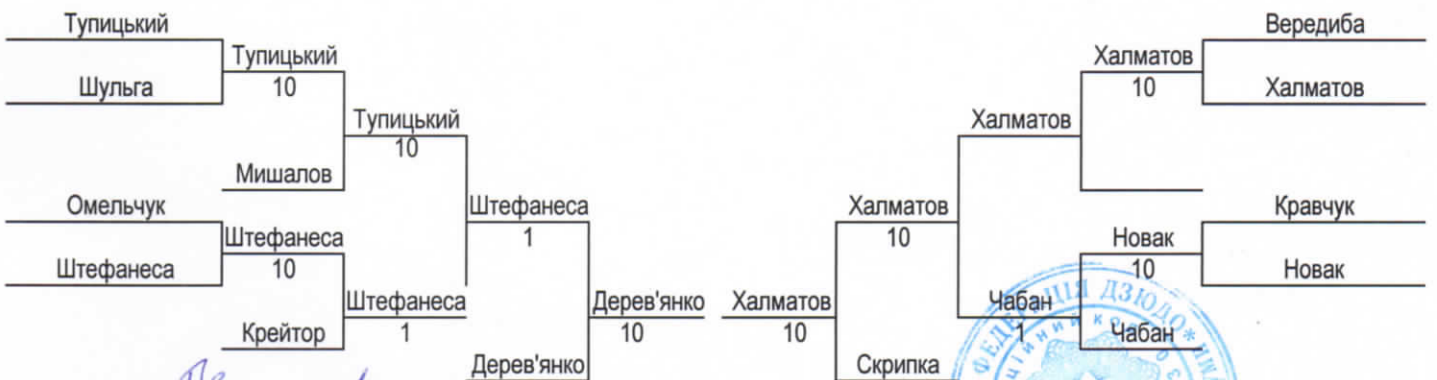 Тупицький
Шульга
Тупицький
10
Мишалов
Тупицький
10
Омельчук
Штефанеса
Штефанеса
10
Крейтор
Штефанеса
1
Штефанеса
1
Дерев'янко
Дерев'янко
10
Халматов
10
Халматов
10
Скрипка
Халматов
Чабан
1
Халматов
10
Вередиба
Халматов
Новак
10
Чабан
Кравчук
Новак
ФЕДЕРАЦІЯ ДЗЮДО *